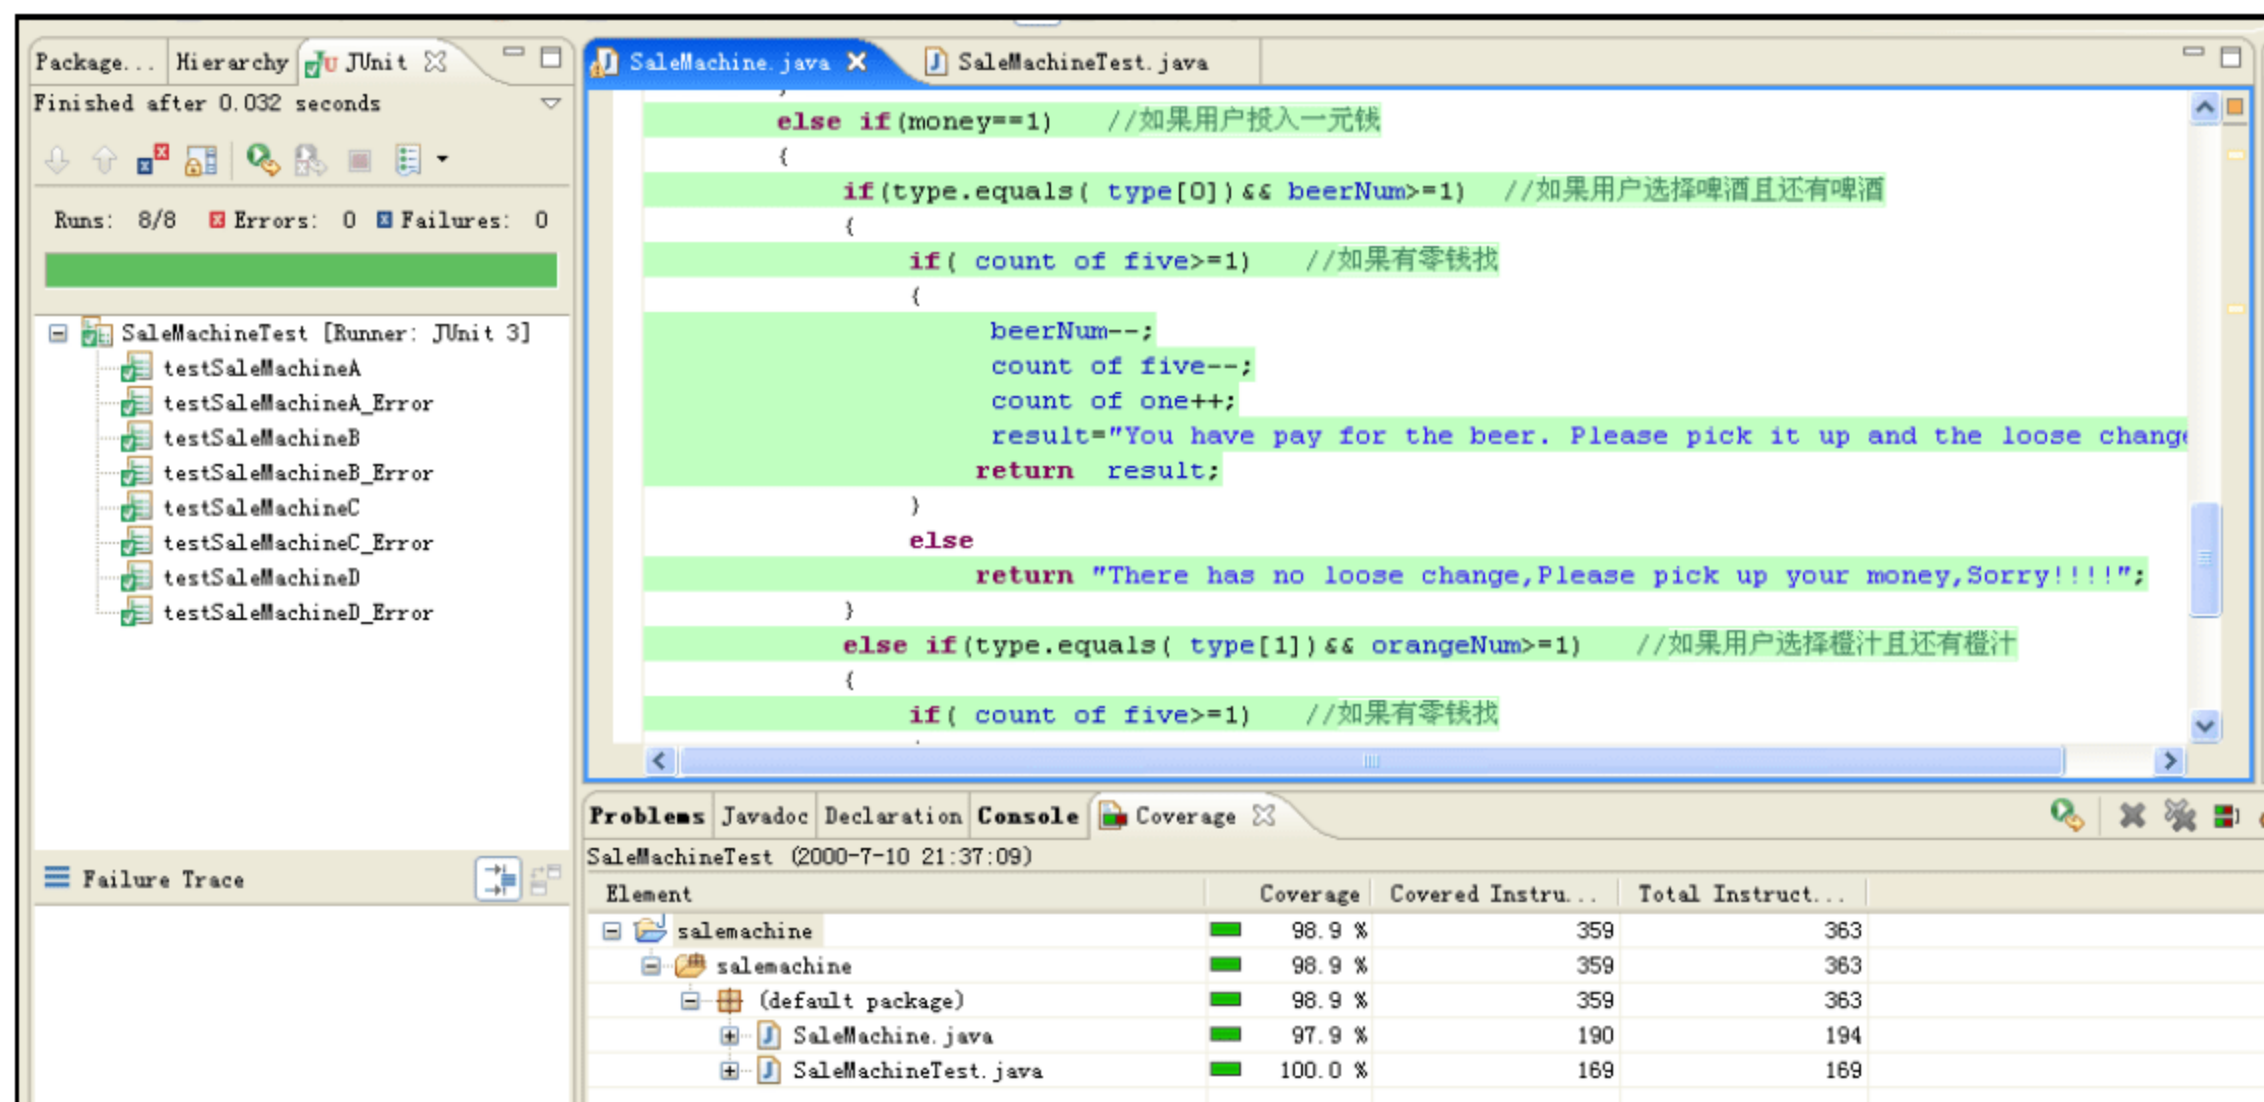 Package...
Hierarchy
JUnit
Finished after 0.032 seconds
Runs: 8/8 Errors: 0 Failures: 0
SaleMachineTest [Runner: JUnit 3]
testSaleMachineA
testSaleMachineA_Error
testSaleMachineB
testSaleMachineB_Error
testSaleMachineC
testSaleMachineC_Error
testSaleMachineD
testSaleMachineD_Error
Failure Trace
SaleMachine.java
SaleMachineTest.java
else if(money==1) //如果用户投入一元钱
{
if(type.equals( type[0])&& beerNum>=1) //如果用户选择啤酒且还有啤酒
{
if( count of five>=1) //如果有零钱找
{
beerNum--;
count of five--;
count of one++;
result="You have pay for the beer. Please pick it up and the loose change
return result;
}
else
return "There has no loose change,Please pick up your money,Sorry!!!!";
}
else if(type.equals( type[1])&& orangeNum>=1) //如果用户选择橙汁且还有橙汁
{
if( count of five>=1) //如果有零钱找
Problems
Javadoc
Declaration
Console
Coverage
SaleMachineTest (2000-7-10 21:37:09)
Element Coverage Covered Instru... Total Instruct...
salemachine 98.9 % 359 363
salemachine 98.9 % 359 363
(default package) 98.9 % 359 363
SaleMachine.java 97.9 % 190 194
SaleMachineTest.java 100.0 % 169 169